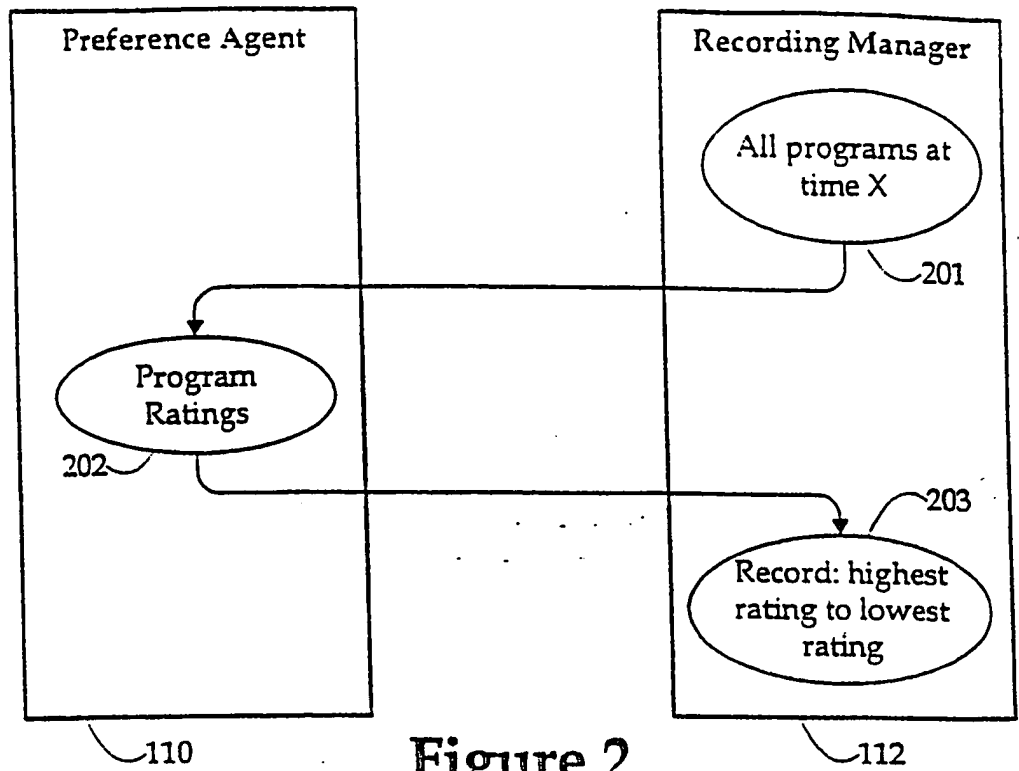 Preference Agent
Recording Manager
All programs at
time X
201
Program
Ratings
202
203
Record: highest
rating to lowest
rating
110
112
Figure 2